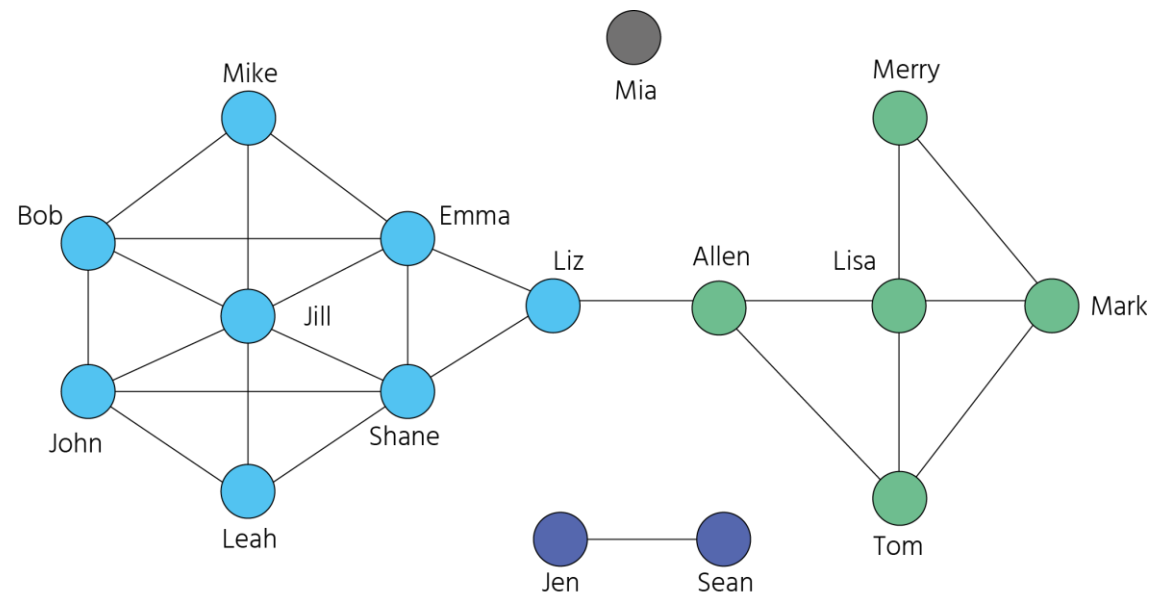 Mia
Mike
Merry
Bob
Emma
Liz
Allen
Lisa
Jill
Mark
John
Shane
Leah
Jen
Sean
Tom